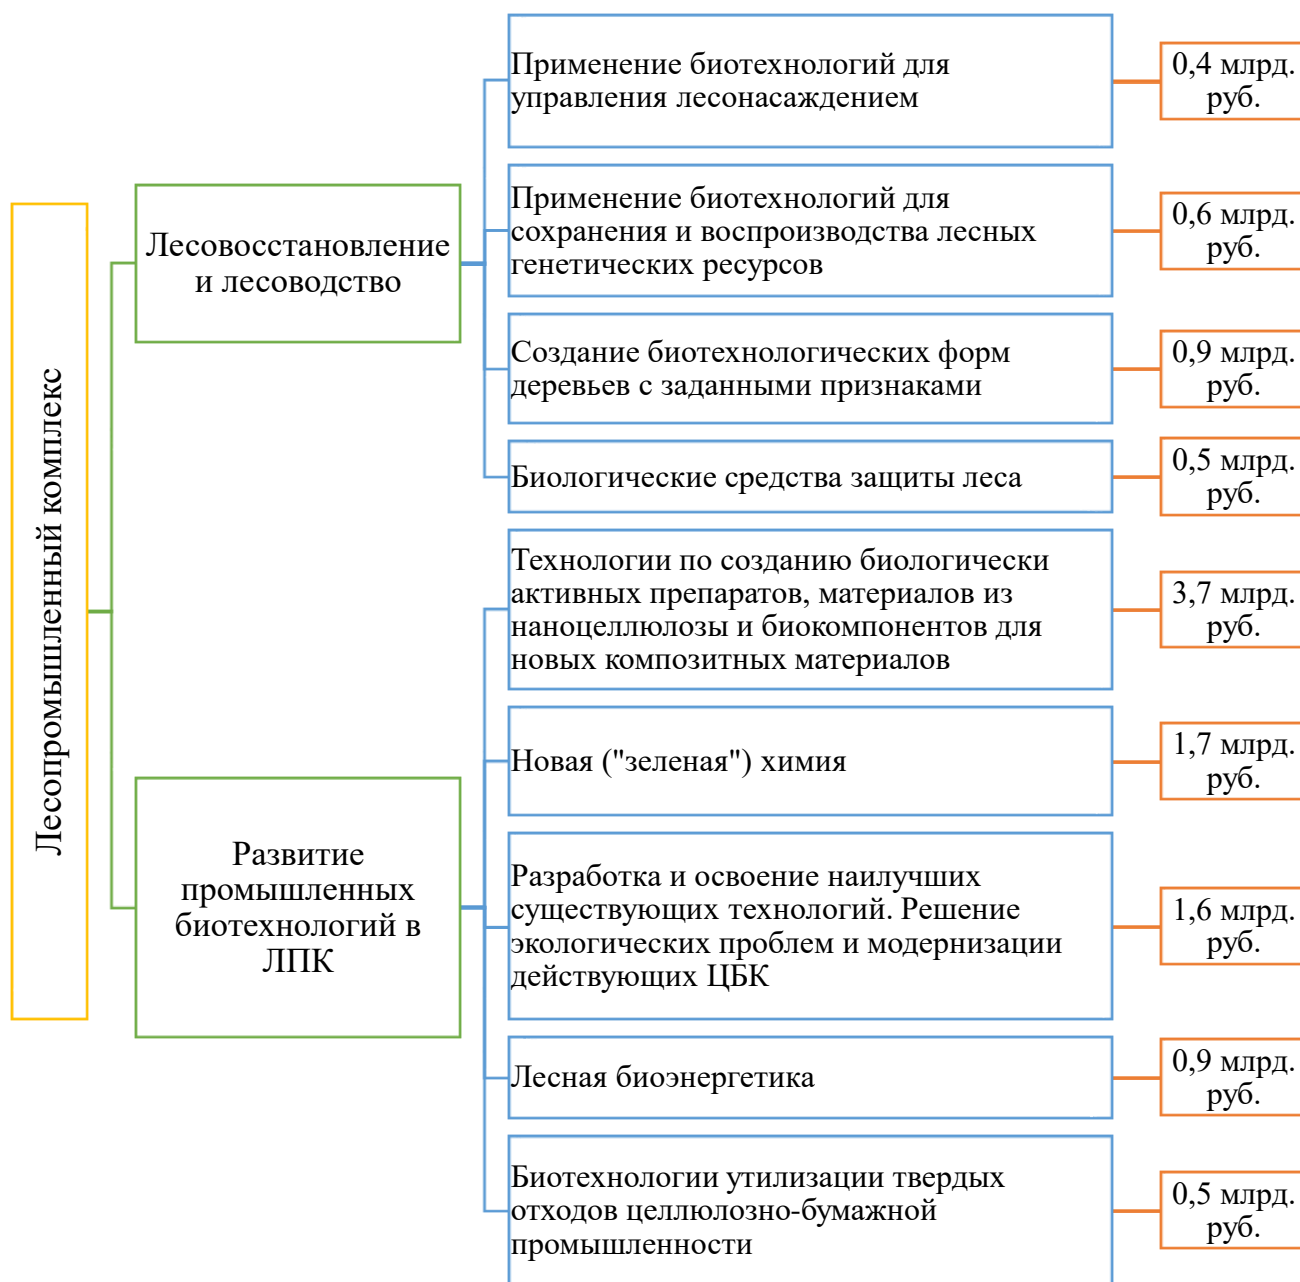 Лесопромышленный комплекс
Лесовосстановление
и лесоводство
Применение биотехнологий для
управления лесонасаждением
0,4 млрд.
руб.
Применение биотехнологий для
сохранения и воспроизводства лесных
генетических ресурсов
0,6 млрд.
руб.
Создание биотехнологических форм
деревьев с заданными признаками
0,9 млрд.
руб.
Биологические средства защиты леса
0,5 млрд.
руб.
Развитие
промышленных
биотехнологий в
ЛПК
Технологии по созданию биологически
активных препаратов, материалов из
наноцеллюлозы и биокомпонентов для
новых композитных материалов
3,7 млрд.
руб.
Новая ("зеленая") химия
1,7 млрд.
руб.
Разработка и освоение наилучших
существующих технологий. Решение
экологических проблем и модернизации
действующих ЦБК
1,6 млрд.
руб.
Лесная биоэнергетика
0,9 млрд.
руб.
Биотехнологии утилизации твердых
отходов целлюлозно-бумажной
промышленности
0,5 млрд.
руб.